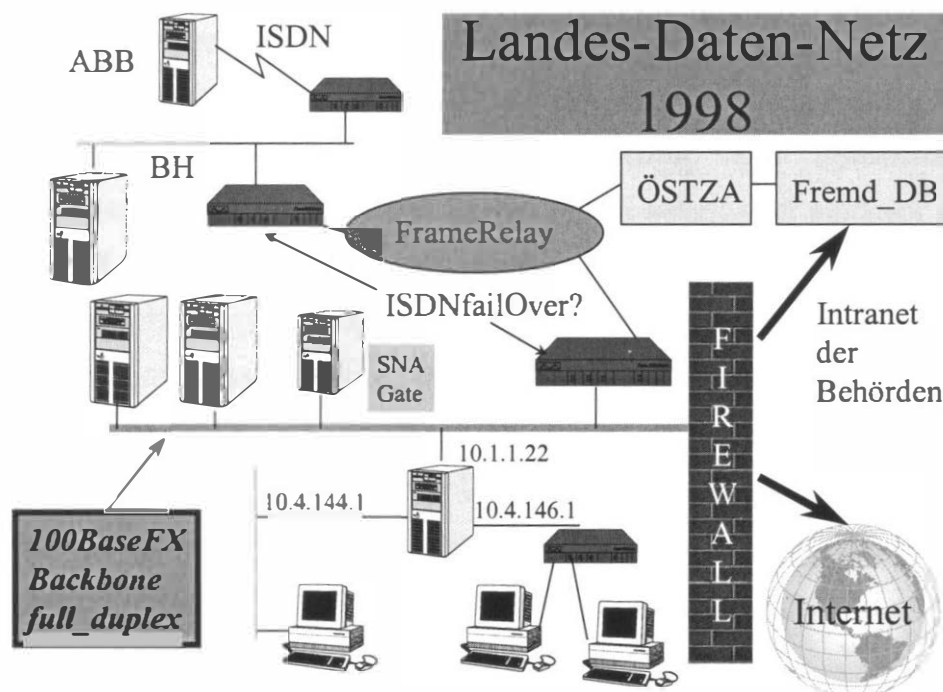 Landes-Daten-Netz
1998
ISDN
ABB
BH
ÖSTZA
Fremd_DB
FrameRelay
ISDNfailOver?
SNA
Gate
FIREWALL
Intranet
der
Behörden
10.1.1.22
10.4.144.1
10.4.146.1
100BaseFX
Backbone
full_duplex
Internet